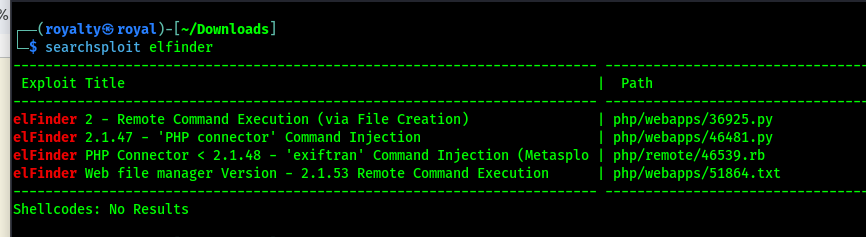 %
(royalty㉿royal)-[~/Downloads]
$ searchsploit elfinder
Exploit Title | Path
elFinder 2 - Remote Command Execution (via File Creation) | php/webapps/36925.py
elFinder 2.1.47 - 'PHP connector' Command Injection | php/webapps/46481.py
elFinder PHP Connector < 2.1.48 - 'exiftran' Command Injection (Metasplo | php/remote/46539.rb
elFinder Web file manager Version - 2.1.53 Remote Command Execution | php/webapps/51864.txt
Shellcodes: No Results